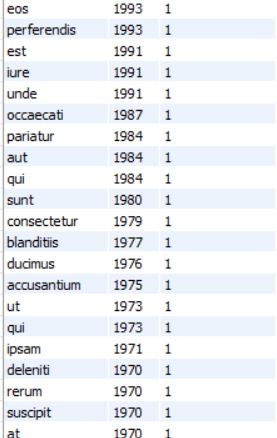 eos 1993 1
perferendis 1993 1
est 1991 1
iure 1991 1
unde 1991 1
occaecati 1987 1
pariatur 1984 1
aut 1984 1
qui 1984 1
sunt 1980 1
consectetur 1979 1
blanditiis 1977 1
ducimus 1976 1
accusantium 1975 1
ut 1973 1
qui 1973 1
ipsam 1971 1
deleniti 1970 1
rerum 1970 1
suscipit 1970 1
at 1970 1